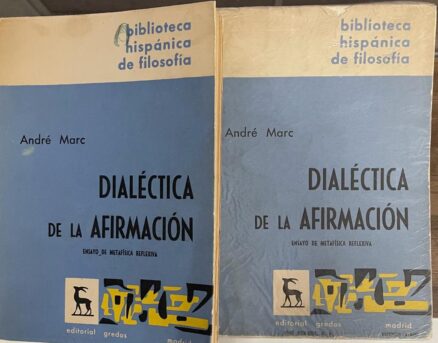 biblioteca
hispánica
de filosofía
André Marc
DIALÉCTICA
DE LA AFIRMACIÓN
ENSAYO DE METAFÍSICA REFLEXIVA
editorial gredos
madrid
biblioteca
hispánica
de filosofía
André Marc
DIALÉCTICA
DE LA AFIRMACIÓN
ENSAYO DE METAFÍSICA REFLEXIVA
editorial gredos
madrid